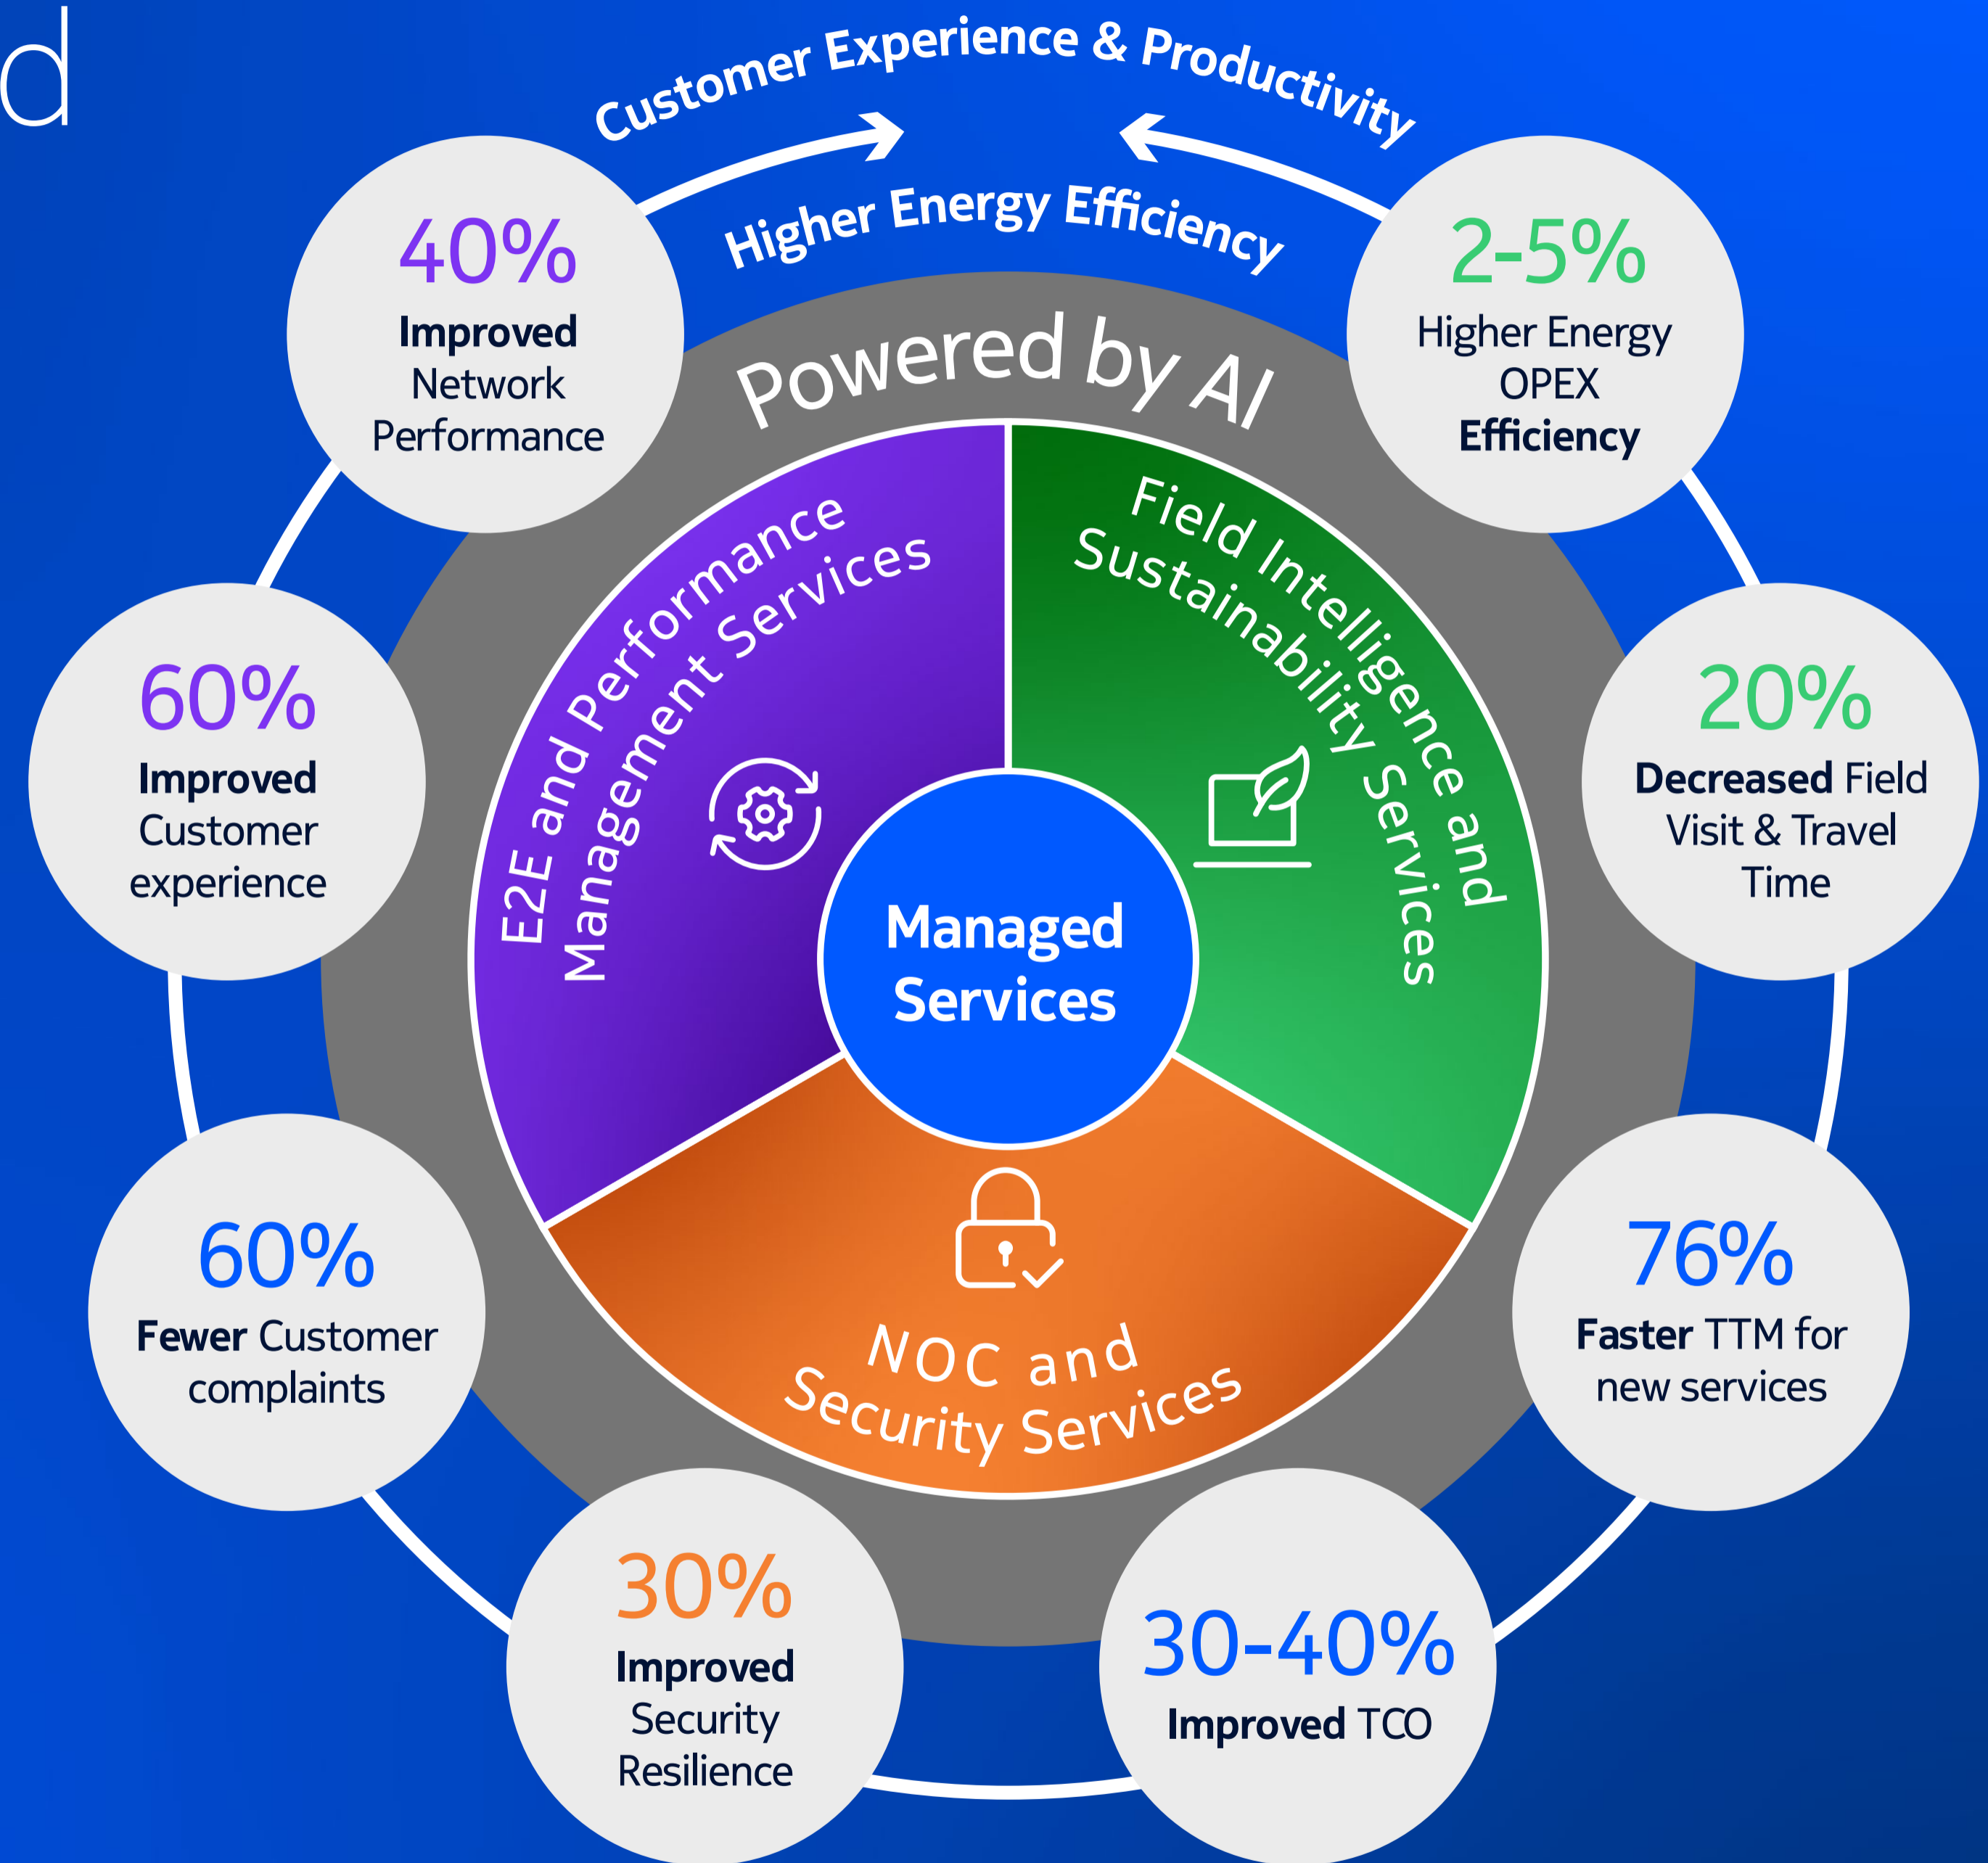 d
Customer Experience & Productivity
Higher Energy Efficiency
Powered by AI
40%
Improved
Network
Performance
2-5%
Higher Energy
OPEX
Efficiency
60%
Improved
Customer
experience
20%
Decreased Field
Visit & Travel
Time
E2E and Performance
Management Services
Field Intelligence and
Sustainability Services
Managed
Services
NOC and
Security Services
60%
Fewer Customer
complaints
76%
Faster TTM for
new services
30%
Improved
Security
Resilience
30-40%
Improved TCO